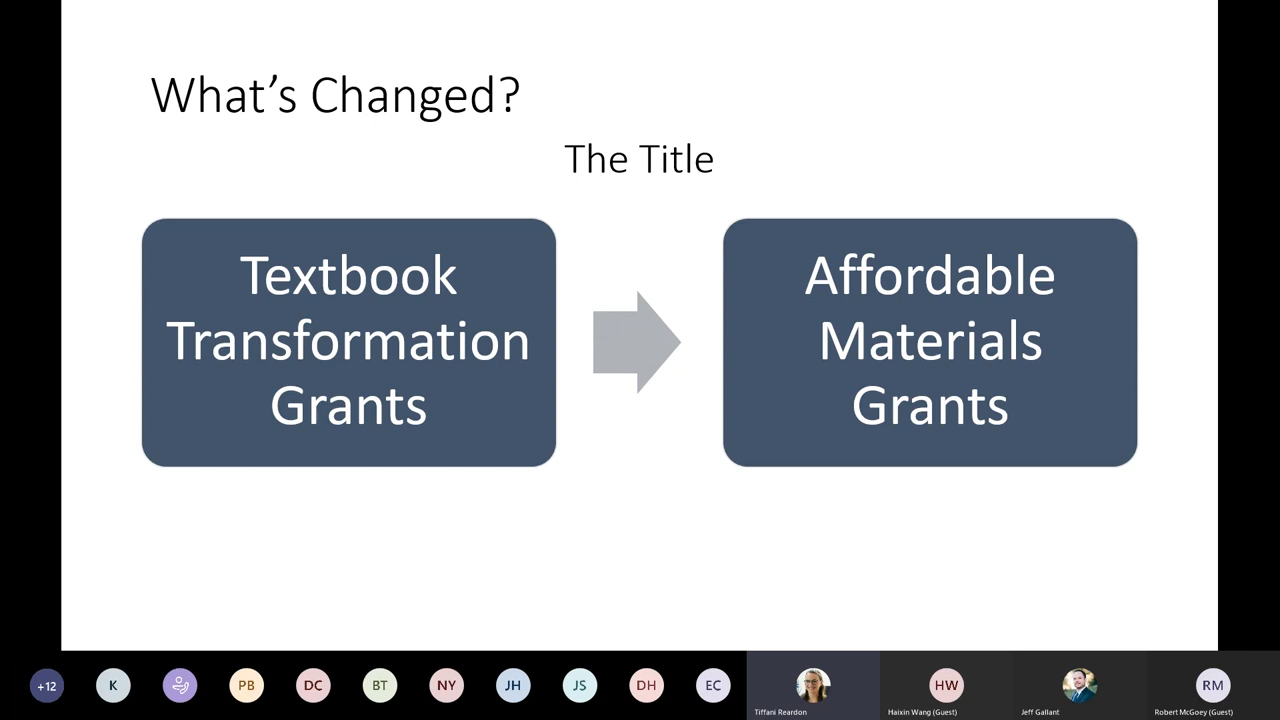 What's Changed?
The Title
Textbook
Transformation
Grants
Affordable
Materials
Grants
+12
K
PB
DC
BT
NY
JH
JS
DH
EC
HW
RM
Tiffani Reardon
Haixin Wang (Guest)
Jeff Gallant
Robert McGoey (Guest)